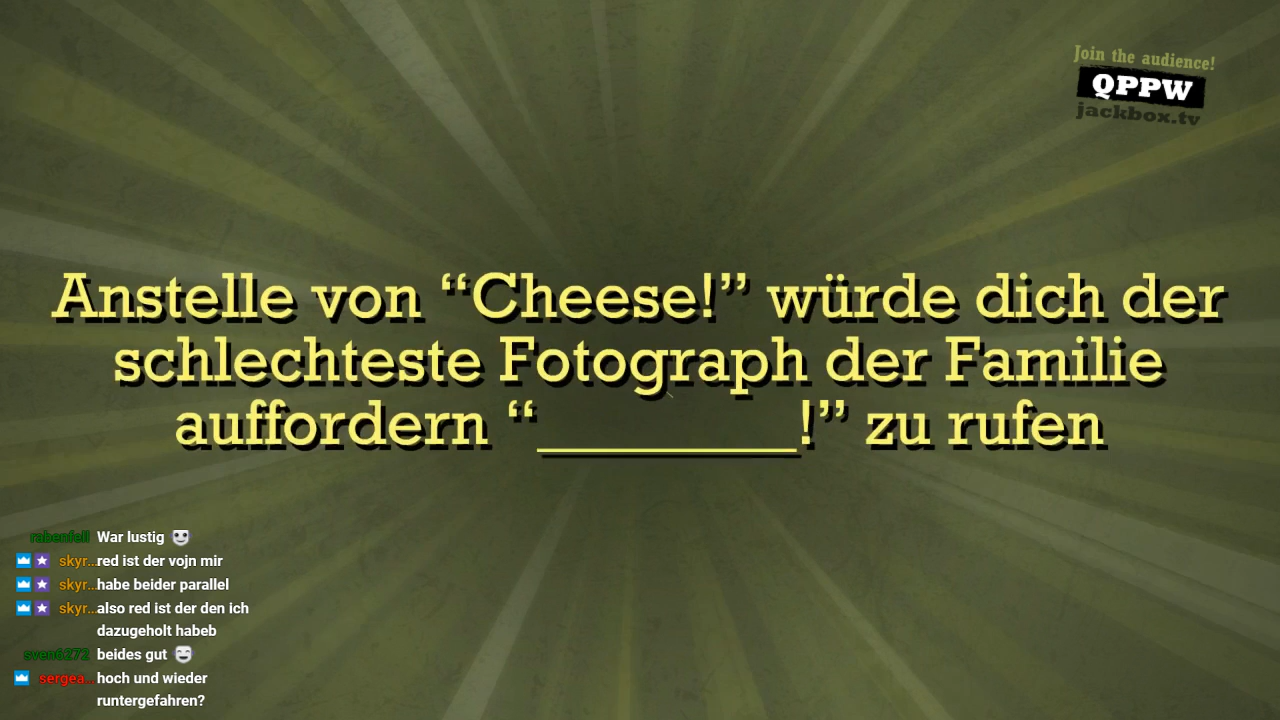 Join the audience!
QPPW
jackbox.tv
Anstelle von “Cheese!” würde dich der
schlechteste Fotograph der Familie
auffordern “________!” zu rufen
rabenfell War lustig
skyr...red ist der vojn mir
skyr...habe beider parallel
skyr...also red ist der den ich
dazugeholt habeb
sven6272 beides gut
sergea...hoch und wieder
runtergefahren?